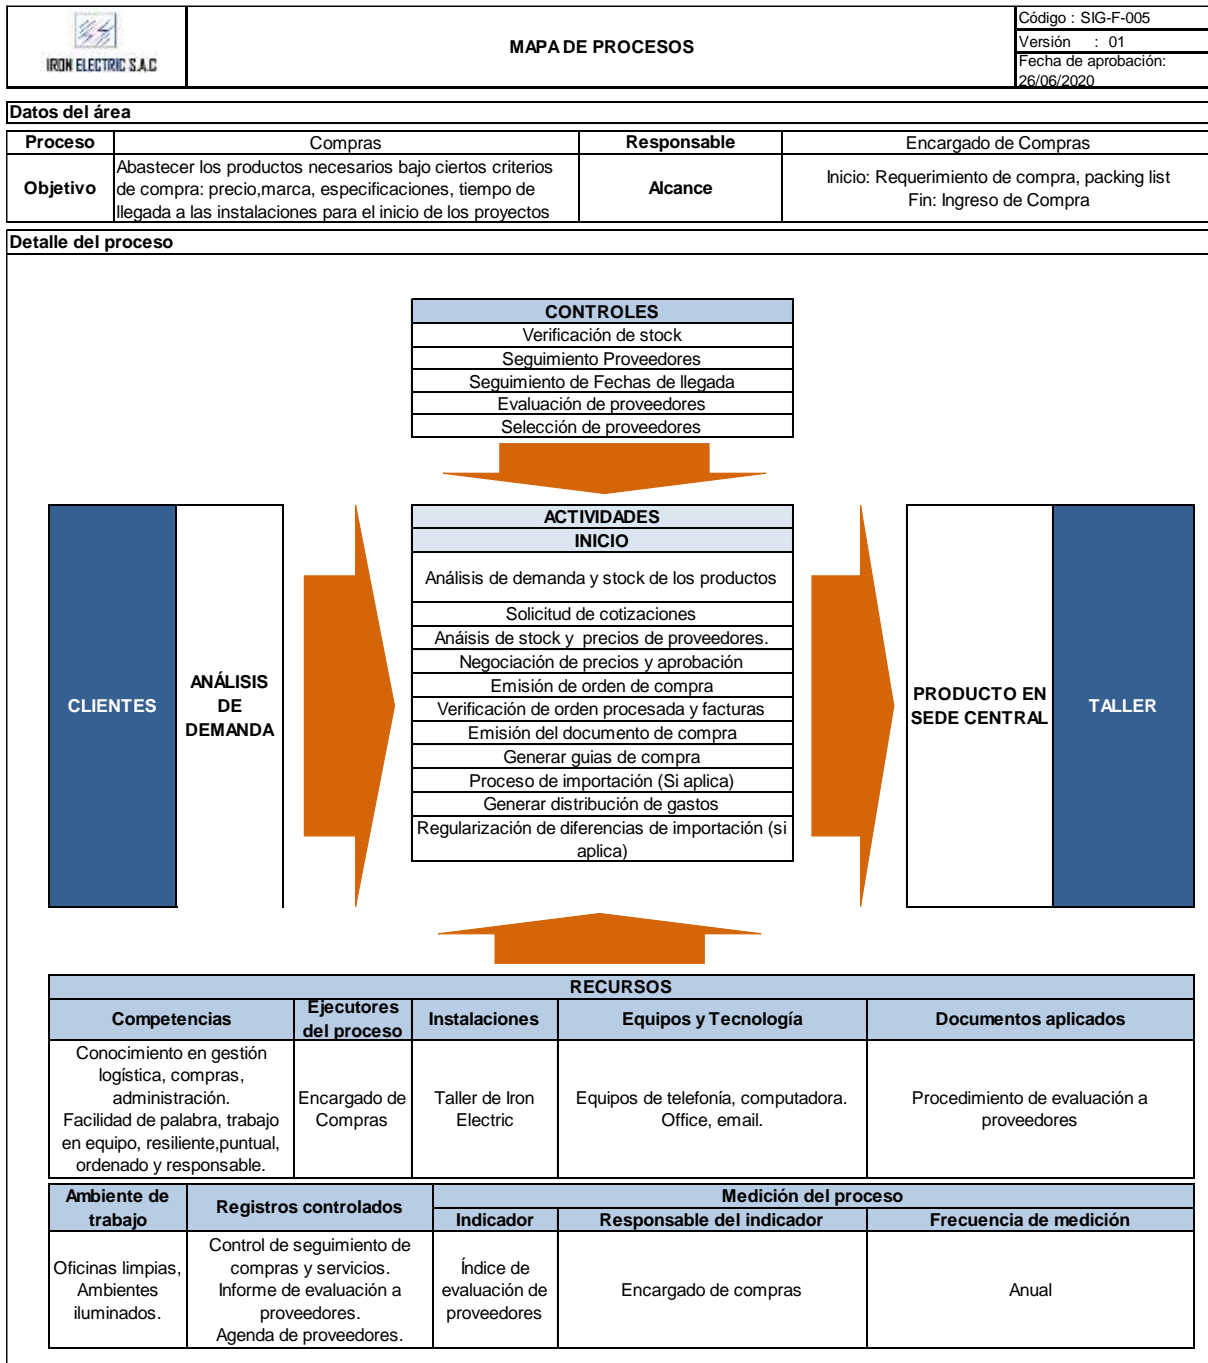 IRON ELECTRIC S.A.C
MAPA DE PROCESOS
Código : SIG-F-005
Versión : 01
Fecha de aprobación:
26/06/2020
Datos del área
Proceso
Compras
Responsable
Encargado de Compras
Objetivo
Abastecer los productos necesarios bajo ciertos criterios
de compra: precio,marca, especificaciones, tiempo de
llegada a las instalaciones para el inicio de los proyectos
Alcance
Inicio: Requerimiento de compra, packing list
Fin: Ingreso de Compra
Detalle del proceso
CONTROLES
Verificación de stock
Seguimiento Proveedores
Seguimiento de Fechas de llegada
Evaluación de proveedores
Selección de proveedores
CLIENTES
ANÁLISIS
DE
DEMANDA
ACTIVIDADES
INICIO
Análisis de demanda y stock de los productos
Solicitud de cotizaciones
Anáisis de stock y precios de proveedores.
Negociación de precios y aprobación
Emisión de orden de compra
Verificación de orden procesada y facturas
Emisión del documento de compra
Generar guias de compra
Proceso de importación (Si aplica)
Generar distribución de gastos
Regularización de diferencias de importación (si
aplica)
PRODUCTO EN
SEDE CENTRAL
TALLER
RECURSOS
Competencias
Ejecutores
del proceso
Instalaciones
Equipos y Tecnología
Documentos aplicados
Conocimiento en gestión
logística, compras,
administración.
Facilidad de palabra, trabajo
en equipo, resiliente,puntual,
ordenado y responsable.
Encargado de
Compras
Taller de Iron
Electric
Equipos de telefonía, computadora.
Office, email.
Procedimiento de evaluación a
proveedores
Ambiente de
trabajo
Registros controlados
Medición del proceso
Indicador
Responsable del indicador
Frecuencia de medición
Oficinas limpias,
Ambientes
iluminados.
Control de seguimiento de
compras y servicios.
Informe de evaluación a
proveedores.
Agenda de proveedores.
Índice de
evaluación de
proveedores
Encargado de compras
Anual